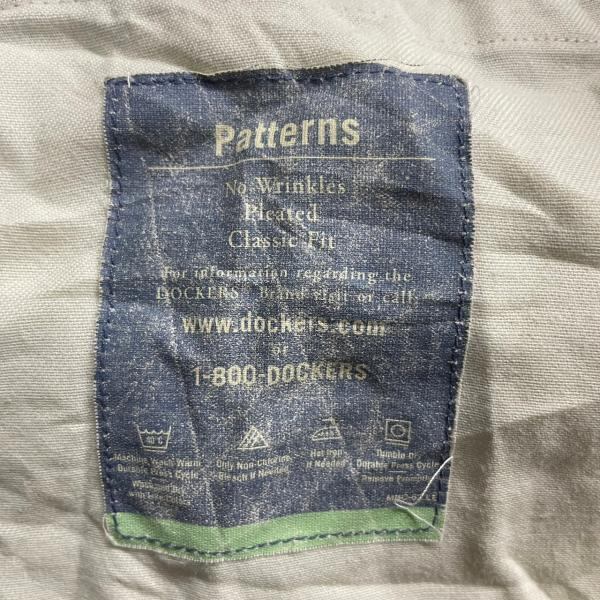 Patterns
No Wrinkles
Pleated
Classic Fit
For information regarding the
DOCKERS Brand visit or call:
www.dockers.com
or
1-800-DOCKERS
40 C
Machine Wash Warm
Durable Press Cycle
Only Non-Chlorine
Bleach If Needed
Hot Iron
If Needed
Tumble Dry
Durable Press Cycle
Remove Promptly